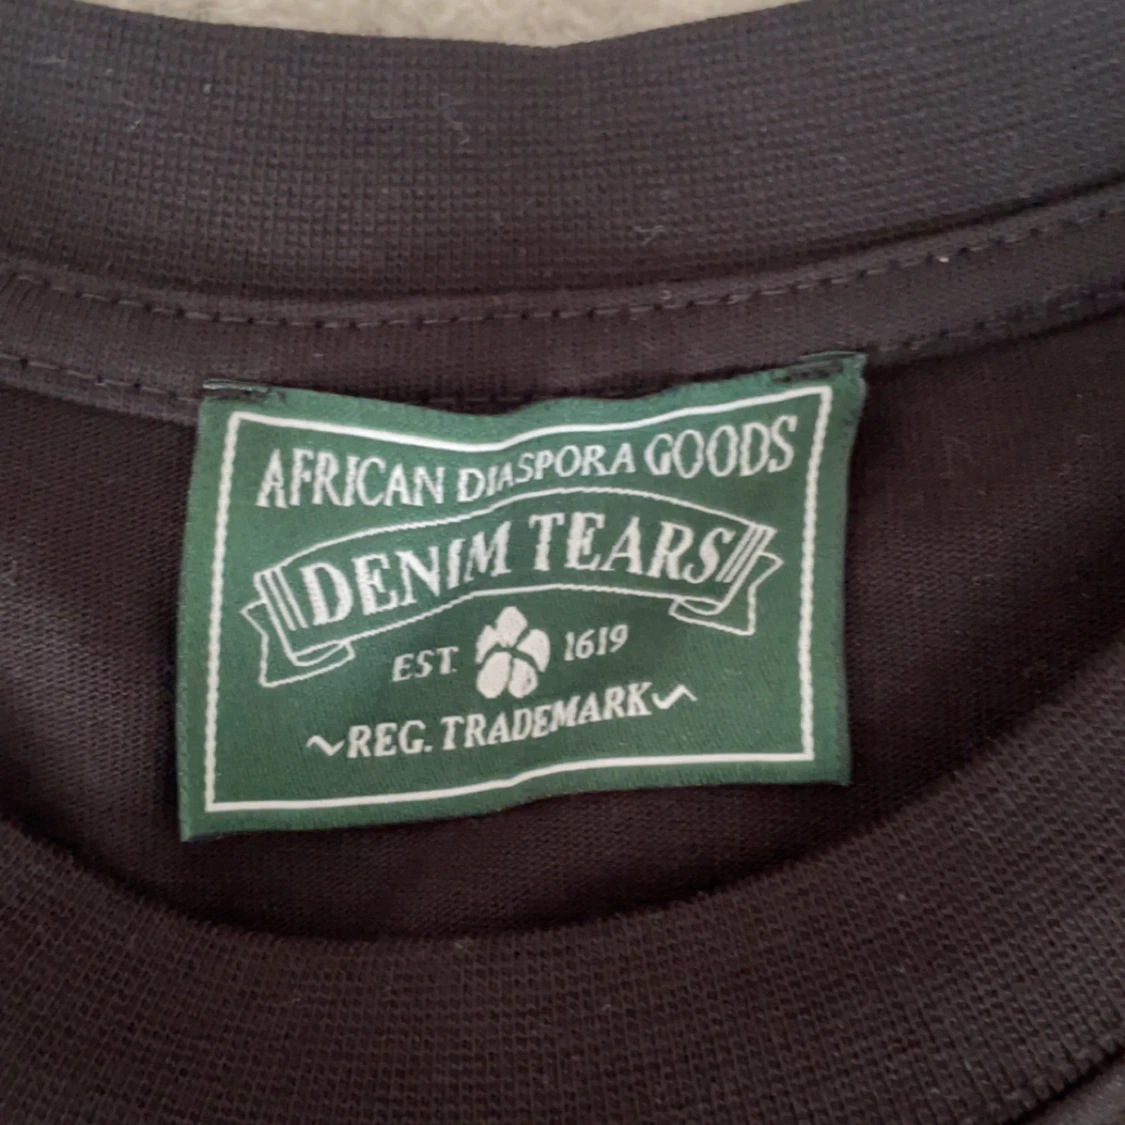 AFRICAN DIASPORA GOODS
DENIM TEARS
EST. 1619
~REG. TRADEMARK~